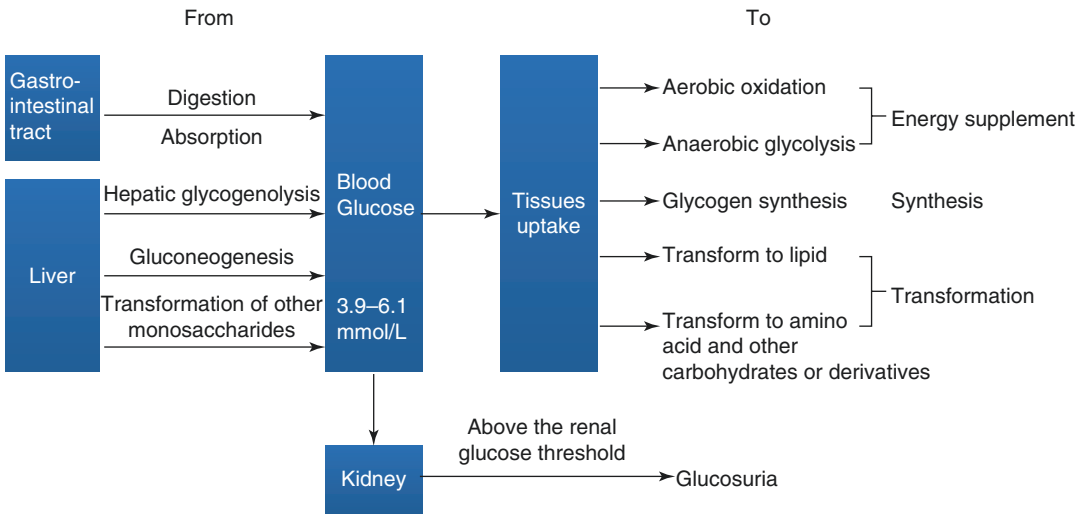 From
To
Gastro-
intestinal
tract
Digestion
Absorption
Liver
Hepatic glycogenolysis
Gluconeogenesis
Transformation of other
monosaccharides
Blood
Glucose
3.9–6.1
mmol/L
Tissues
uptake
Aerobic oxidation
Anaerobic glycolysis
Energy supplement
Glycogen synthesis
Synthesis
Transform to lipid
Transform to amino
acid and other
carbohydrates or derivatives
Transformation
Kidney
Above the renal
glucose threshold
Glucosuria